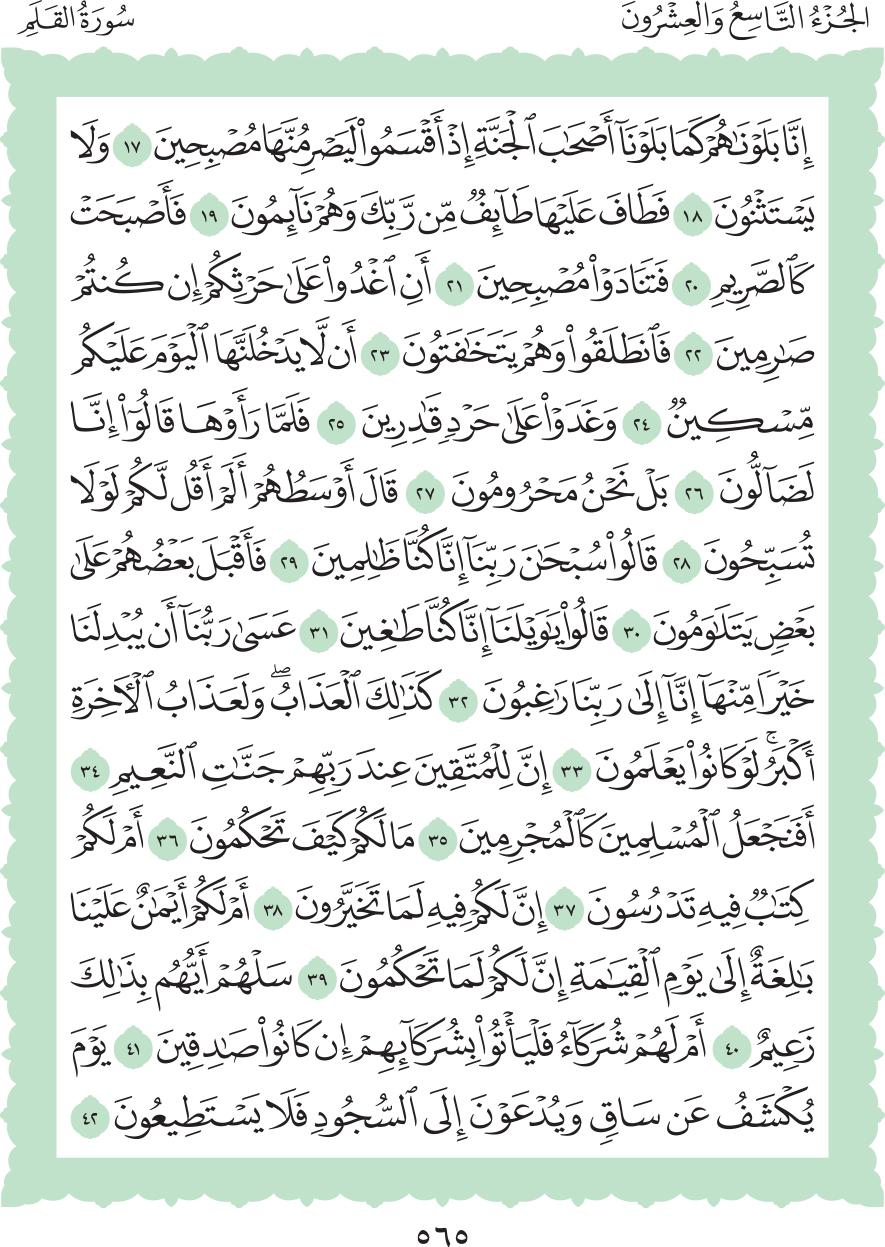 الجُزْءُ التَّاسِعُ وَالعِشْرُونَ
سُورَةُ القَلَمِ
إِنَّا بَلَوْنَٰهُمْ كَمَا بَلَوْنَآ أَصْحَٰبَ ٱلْجَنَّةِ إِذْ أَقْسَمُوا۟ لَيَصْرِمُنَّهَا مُصْبِحِينَ ١٧ وَلَا
يَسْتَثْنُونَ ١٨ فَطَافَ عَلَيْهَا طَآئِفٌ مِّن رَّبِّكَ وَهُمْ نَآئِمُونَ ١٩ فَأَصْبَحَتْ
كَٱلصَّرِيمِ ٢٠ فَتَنَادَوْا۟ مُصْبِحِينَ ٢١ أَنِ ٱغْدُوا۟ عَلَىٰ حَرْثِكُمْ إِن كُنتُمْ
صَٰرِمِينَ ٢٢ فَٱنطَلَقُوا۟ وَهُمْ يَتَخَٰفَتُونَ ٢٣ أَن لَّا يَدْخُلَنَّهَا ٱلْيَوْمَ عَلَيْكُم
مِّسْكِينٌ ٢٤ وَغَدَوْا۟ عَلَىٰ حَرْدٍ قَٰدِرِينَ ٢٥ فَلَمَّا رَأَوْهَا قَالُوٓا۟ إِنَّا
لَضَآلُّونَ ٢٦ بَلْ نَحْنُ مَحْرُومُونَ ٢٧ قَالَ أَوْسَطُهُمْ أَلَمْ أَقُل لَّكُمْ لَوْلَا
تُسَبِّحُونَ ٢٨ قَالُوا۟ سُبْحَٰنَ رَبِّنَآ إِنَّا كُنَّا ظَٰلِمِينَ ٢٩ فَأَقْبَلَ بَعْضُهُمْ عَلَىٰ
بَعْضٍ يَتَلَٰوَمُونَ ٣٠ قَالُوا۟ يَٰوَيْلَنَآ إِنَّا كُنَّا طَٰغِينَ ٣١ عَسَىٰ رَبُّنَآ أَن يُبْدِلَنَا
خَيْرًا مِّنْهَآ إِنَّآ إِلَىٰ رَبِّنَا رَٰغِبُونَ ٣٢ كَذَٰلِكَ ٱلْعَذَابُ ۖ وَلَعَذَابُ ٱلْءَاخِرَةِ
أَكْبَرُ ۚ لَوْ كَانُوا۟ يَعْلَمُونَ ٣٣ إِنَّ لِلْمُتَّقِينَ عِندَ رَبِّهِمْ جَنَّٰتِ ٱلنَّعِيمِ ٣٤
أَفَنَجْعَلُ ٱلْمُسْلِمِينَ كَٱلْمُجْرِمِينَ ٣٥ مَا لَكُمْ كَيْفَ تَحْكُمُونَ ٣٦ أَمْ لَكُمْ
كِتَٰبٌ فِيهِ تَدْرُسُونَ ٣٧ إِنَّ لَكُمْ فِيهِ لَمَا تَخَيَّرُونَ ٣٨ أَمْ لَكُمْ أَيْمَٰنٌ عَلَيْنَا
بَٰلِغَةٌ إِلَىٰ يَوْمِ ٱلْقِيَٰمَةِ إِنَّ لَكُمْ لَمَا تَحْكُمُونَ ٣٩ سَلْهُمْ أَيُّهُم بِذَٰلِكَ
زَعِيمٌ ٤٠ أَمْ لَهُمْ شُرَكَآءُ فَلْيَأْتُوا۟ بِشُرَكَآئِهِمْ إِن كَانُوا۟ صَٰدِقِينَ ٤١ يَوْمَ
يُكْشَفُ عَن سَاقٍ وَيُدْعَوْنَ إِلَى ٱلسُّجُودِ فَلَا يَسْتَطِيعُونَ ٤٢
٥٦٥